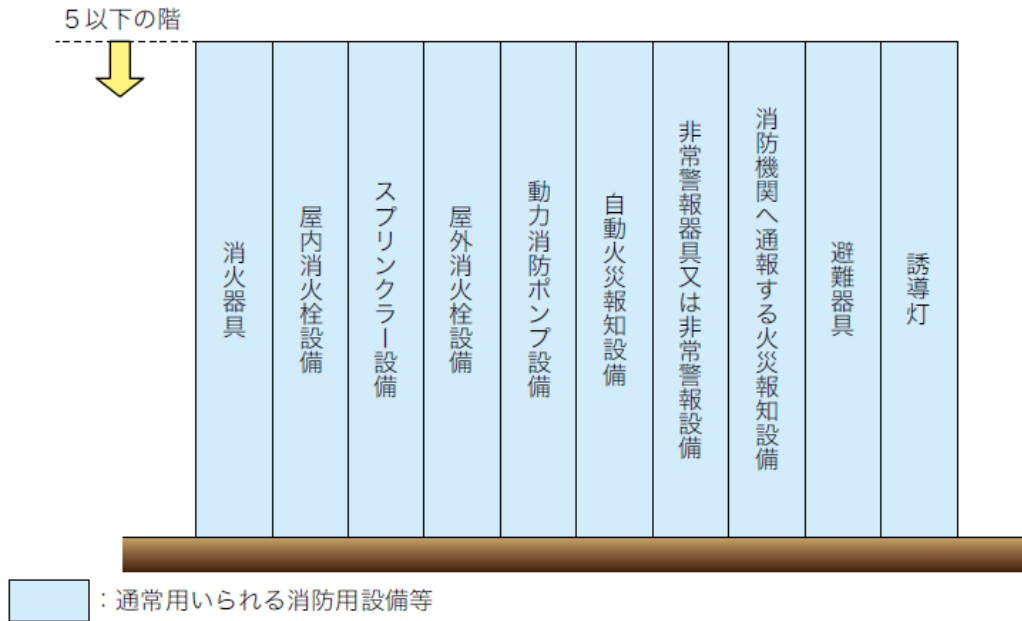 5以下の階
消火器具
屋内消火栓設備
スプリンクラー設備
屋外消火栓設備
動力消防ポンプ設備
自動火災報知設備
非常警報器具又は非常警報設備
消防機関へ通報する火災報知設備
避難器具
誘導灯
：通常用いられる消防用設備等